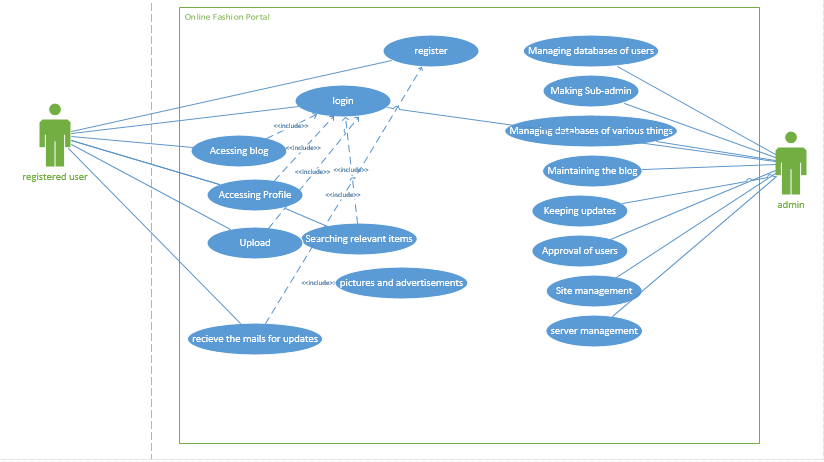 Online Fashion Portal
register
Managing databases of users
login
Making Sub-admin
<<include>>
Managing databases of various things
Acessing blog
<<include>>
registered user
<<include>>
<<include>>
Maintaining the blog
Accessing Profile
<<include>>
admin
Keeping updates
Upload
Searching relevant items
Approval of users
<<include>>
pictures and advertisements
Site management
recieve the mails for updates
server management